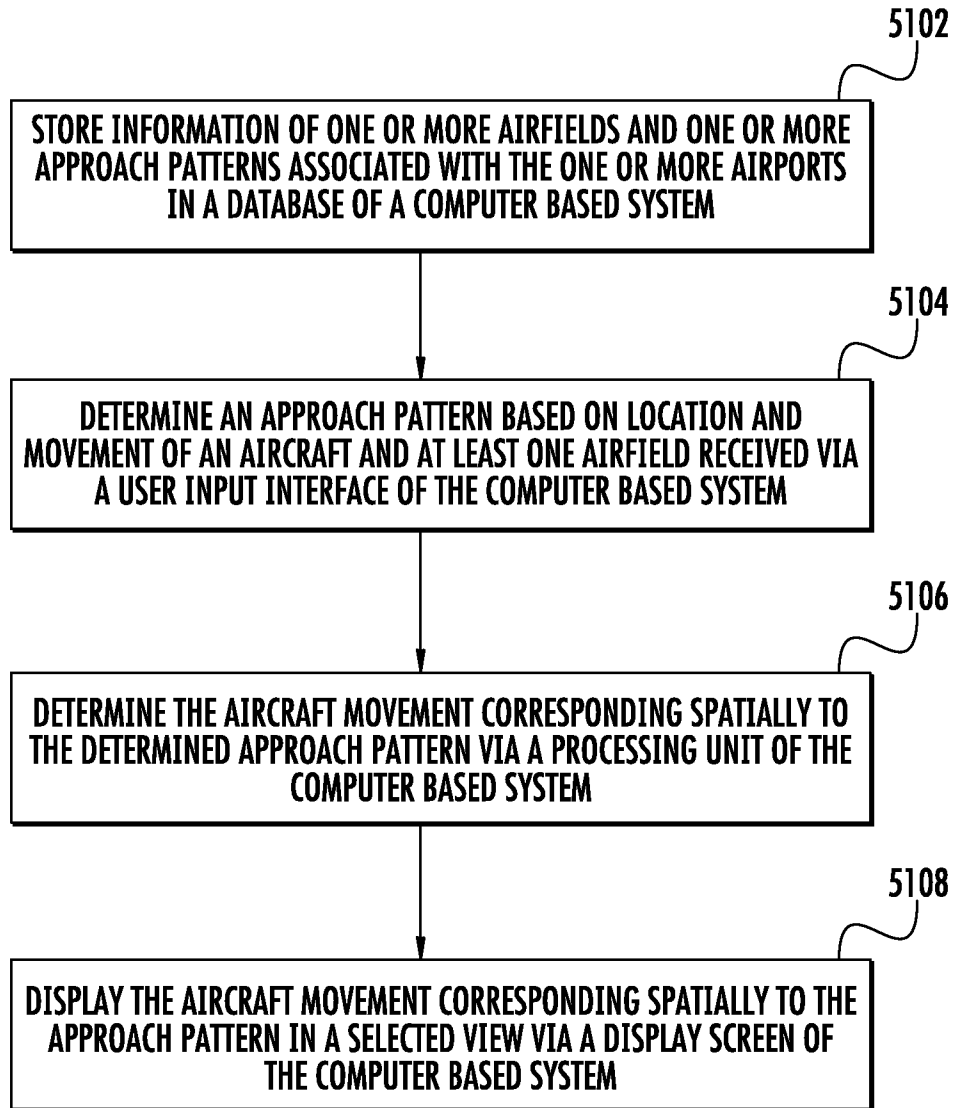 5102
STORE INFORMATION OF ONE OR MORE AIRFIELDS AND ONE OR MORE
APPROACH PATTERNS ASSOCIATED WITH THE ONE OR MORE AIRPORTS
IN A DATABASE OF A COMPUTER BASED SYSTEM
5104
DETERMINE AN APPROACH PATTERN BASED ON LOCATION AND
MOVEMENT OF AN AIRCRAFT AND AT LEAST ONE AIRFIELD RECEIVED VIA
A USER INPUT INTERFACE OF THE COMPUTER BASED SYSTEM
5106
DETERMINE THE AIRCRAFT MOVEMENT CORRESPONDING SPATIALLY TO
THE DETERMINED APPROACH PATTERN VIA A PROCESSING UNIT OF THE
COMPUTER BASED SYSTEM
5108
DISPLAY THE AIRCRAFT MOVEMENT CORRESPONDING SPATIALLY TO THE
APPROACH PATTERN IN A SELECTED VIEW VIA A DISPLAY SCREEN OF
THE COMPUTER BASED SYSTEM